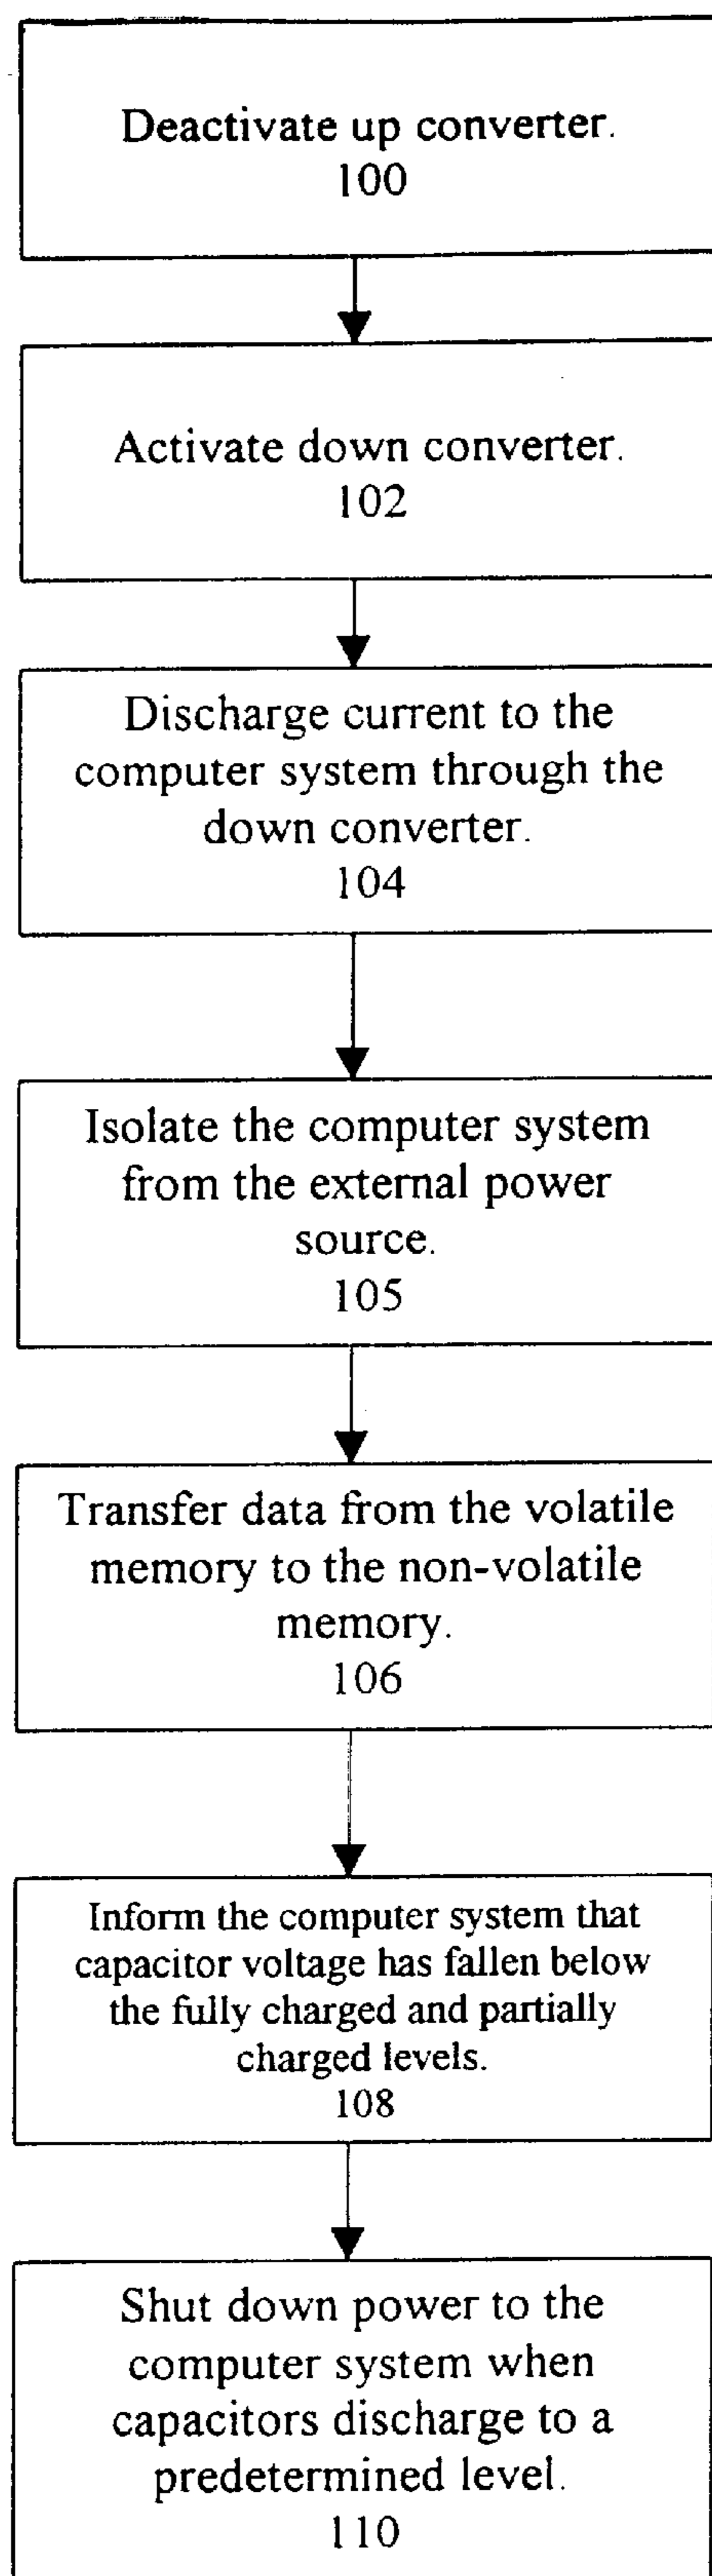 Deactivate up converter.
100
Activate down converter.
102
Discharge current to the
computer system through the
down converter.
104
Isolate the computer system
from the external power
source.
105
Transfer data from the volatile
memory to the non-volatile
memory.
106
Inform the computer system that
capacitor voltage has fallen below
the fully charged and partially
charged levels.
108
Shut down power to the
computer system when
capacitors discharge to a
predetermined level.
110